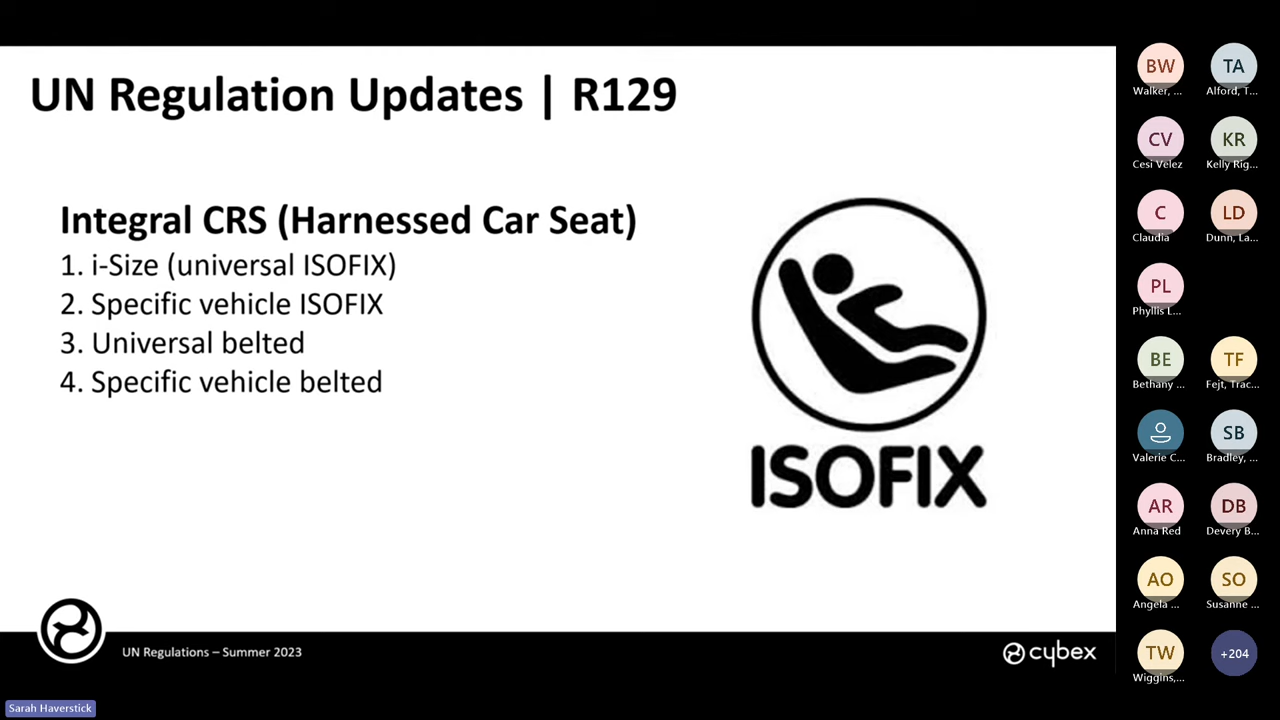 UN Regulation Updates | R129
Integral CRS (Harnessed Car Seat)
1. i-Size (universal ISOFIX)
2. Specific vehicle ISOFIX
3. Universal belted
4. Specific vehicle belted
ISOFIX
UN Regulations – Summer 2023
cybex
Sarah Haverstick
BW
Walker, ...
TA
Alford, T...
CV
Cesi Velez
KR
Kelly Rig...
C
Claudia
LD
Dunn, La...
PL
Phyllis L...
BE
Bethany ...
TF
Fejt, Trac...
Valerie C...
SB
Bradley, ...
AR
Anna Red
DB
Devery B...
AO
Angela ...
SO
Susanne ...
TW
Wiggins,...
+204